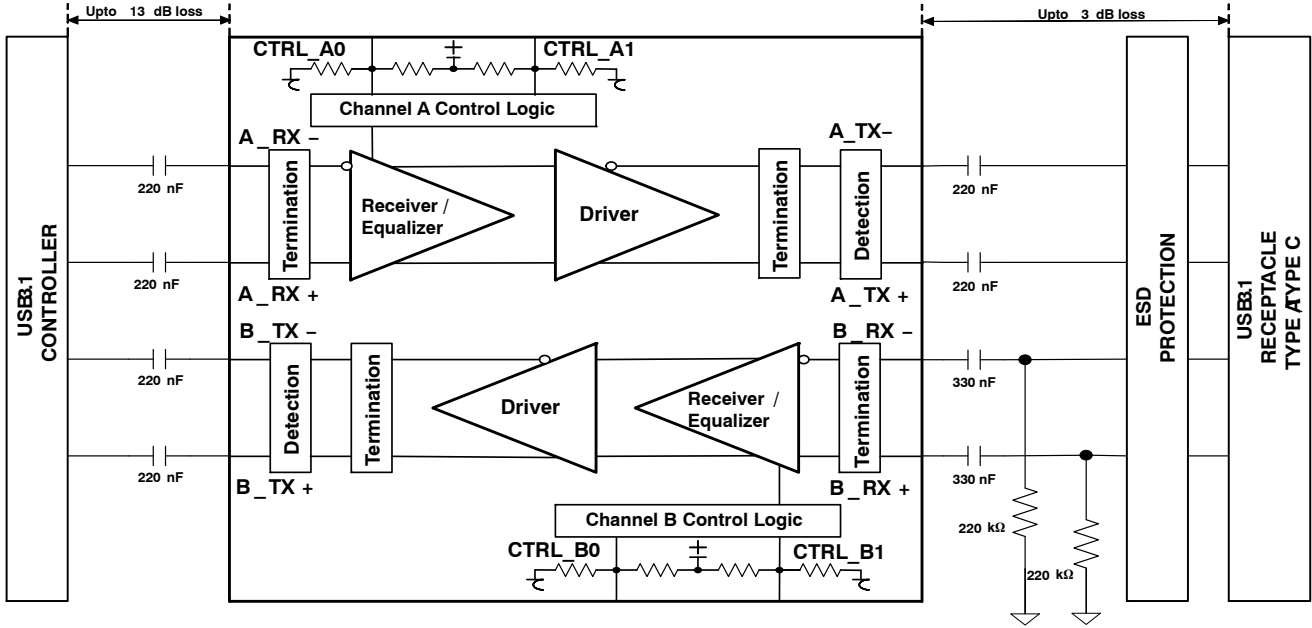 Upto 13 dB loss
Upto 3 dB loss
CTRL_A0
CTRL_A1
Channel A Control Logic
A_RX -
A_TX-
220 nF
Termination
Receiver /
Equalizer
Driver
Termination
Detection
220 nF
220 nF
A_RX +
A_TX +
220 nF
USB3.1
CONTROLLER
ESD
PROTECTION
USB3.1
RECEPTACLE
TYPE A TYPE C
B_TX -
B_RX -
220 nF
Detection
Termination
Driver
Receiver /
Equalizer
Termination
330 nF
220 nF
B_TX +
B_RX +
330 nF
Channel B Control Logic
220 kΩ
CTRL_B0
CTRL_B1
220 kΩ